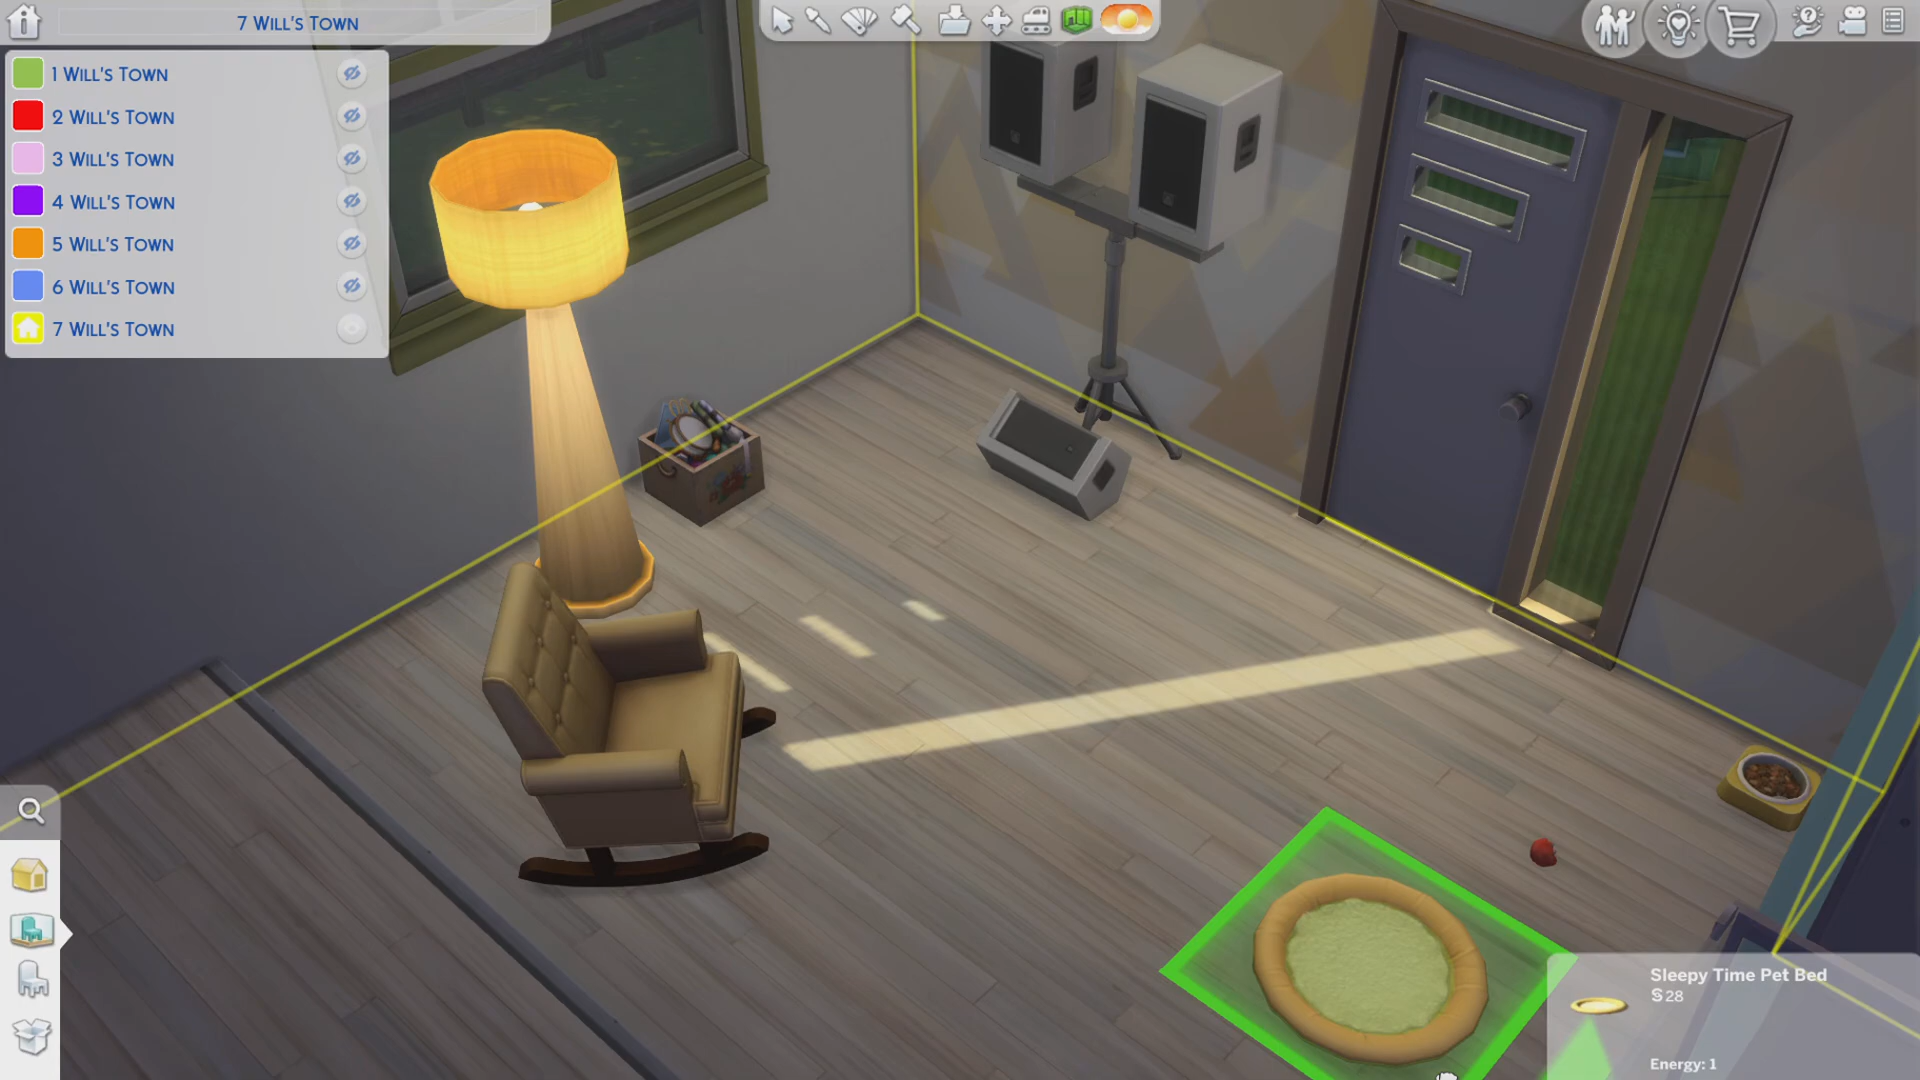 7 Will's Town
1 Will's Town
2 Will's Town
3 Will's Town
4 Will's Town
5 Will's Town
6 Will's Town
7 Will's Town
Sleepy Time Pet Bed
§28
Energy: 1